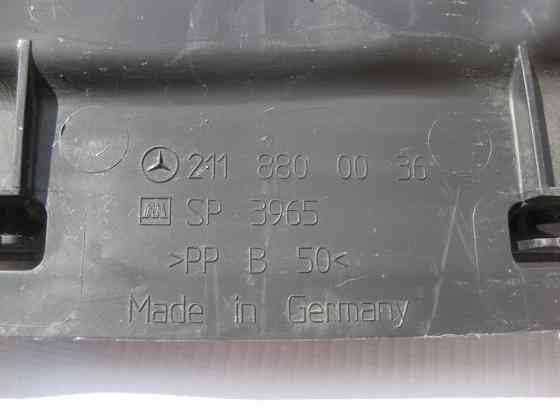 211 880 00 36
SP 3965
>PP B 50<
Made in Germany